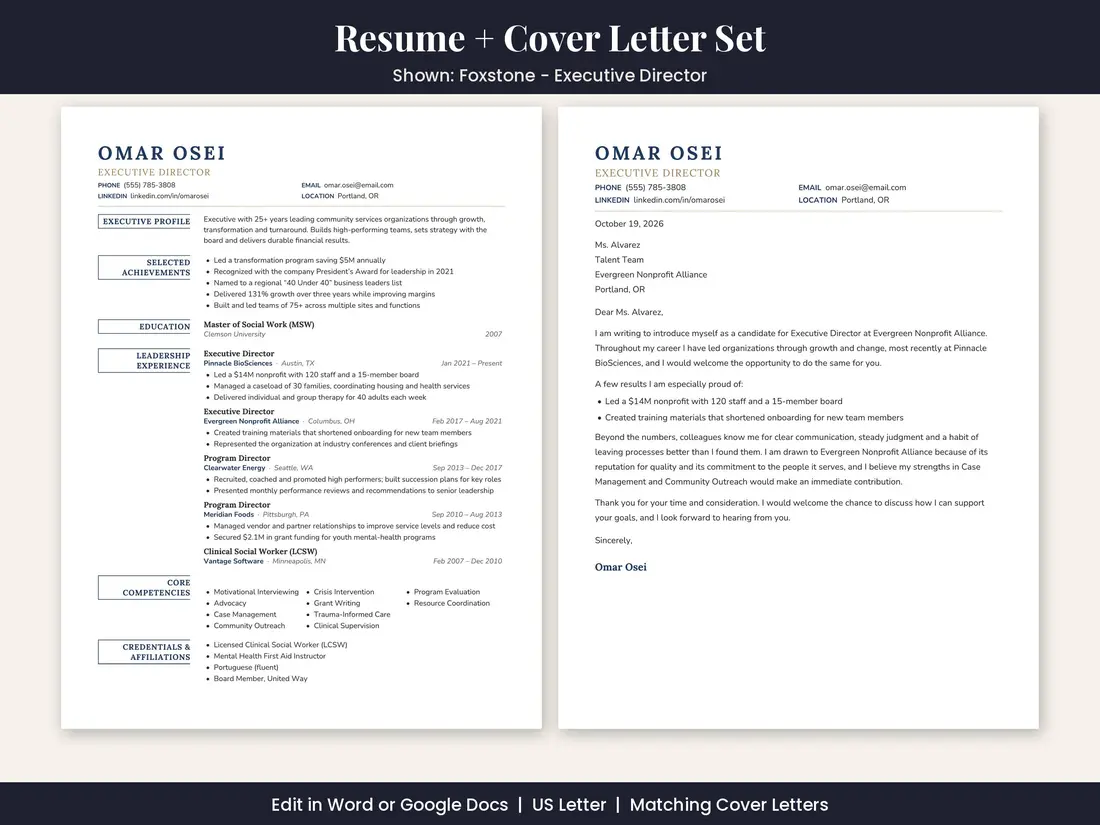 Resume + Cover Letter Set
Shown: Foxstone - Executive Director
OMAR OSEI
EXECUTIVE DIRECTOR
PHONE (555) 785-3808 EMAIL omar.osei@email.com
LINKEDIN linkedin.com/in/omarosei LOCATION Portland, OR
EXECUTIVE PROFILE
Executive with 25+ years leading community services organizations through growth,
transformation and turnaround. Builds high-performing teams, sets strategy with the
board and delivers durable financial results.
SELECTED
ACHIEVEMENTS
• Led a transformation program saving $5M annually
• Recognized with the company President's Award for leadership in 2021
• Named to a regional "40 Under 40" business leaders list
• Delivered 131% growth over three years while improving margins
• Built and led teams of 75+ across multiple sites and functions
EDUCATION
Master of Social Work (MSW)
Clemson University 2007
LEADERSHIP
EXPERIENCE
Executive Director
Pinnacle BioSciences · Austin, TX Jan 2021 – Present
• Led a $14M nonprofit with 120 staff and a 15-member board
• Managed a caseload of 30 families, coordinating housing and health services
• Delivered individual and group therapy for 40 adults each week
Executive Director
Evergreen Nonprofit Alliance · Columbus, OH Feb 2017 – Aug 2021
• Created training materials that shortened onboarding for new team members
• Represented the organization at industry conferences and client briefings
Program Director
Clearwater Energy · Seattle, WA Sep 2013 – Dec 2017
• Recruited, coached and promoted high performers; built succession plans for key roles
• Presented monthly performance reviews and recommendations to senior leadership
Program Director
Meridian Foods · Pittsburgh, PA Sep 2010 – Aug 2013
• Managed vendor and partner relationships to improve service levels and reduce cost
• Secured $2.1M in grant funding for youth mental-health programs
Clinical Social Worker (LCSW)
Vantage Software · Minneapolis, MN Feb 2007 – Dec 2010
CORE
COMPETENCIES
• Motivational Interviewing • Crisis Intervention • Program Evaluation
• Advocacy • Grant Writing • Resource Coordination
• Case Management • Trauma-Informed Care
• Community Outreach • Clinical Supervision
CREDENTIALS &
AFFILIATIONS
• Licensed Clinical Social Worker (LCSW)
• Mental Health First Aid Instructor
• Portuguese (fluent)
• Board Member, United Way
OMAR OSEI
EXECUTIVE DIRECTOR
PHONE (555) 785-3808 EMAIL omar.osei@email.com
LINKEDIN linkedin.com/in/omarosei LOCATION Portland, OR
October 19, 2026
Ms. Alvarez
Talent Team
Evergreen Nonprofit Alliance
Portland, OR
Dear Ms. Alvarez,
I am writing to introduce myself as a candidate for Executive Director at Evergreen Nonprofit Alliance.
Throughout my career I have led organizations through growth and change, most recently at Pinnacle
BioSciences, and I would welcome the opportunity to do the same for you.
A few results I am especially proud of:
• Led a $14M nonprofit with 120 staff and a 15-member board
• Created training materials that shortened onboarding for new team members
Beyond the numbers, colleagues know me for clear communication, steady judgment and a habit of
leaving processes better than I found them. I am drawn to Evergreen Nonprofit Alliance because of its
reputation for quality and its commitment to the people it serves, and I believe my strengths in Case
Management and Community Outreach would make an immediate contribution.
Thank you for your time and consideration. I would welcome the chance to discuss how I can support
your goals, and I look forward to hearing from you.
Sincerely,
Omar Osei
Edit in Word or Google Docs | US Letter | Matching Cover Letters